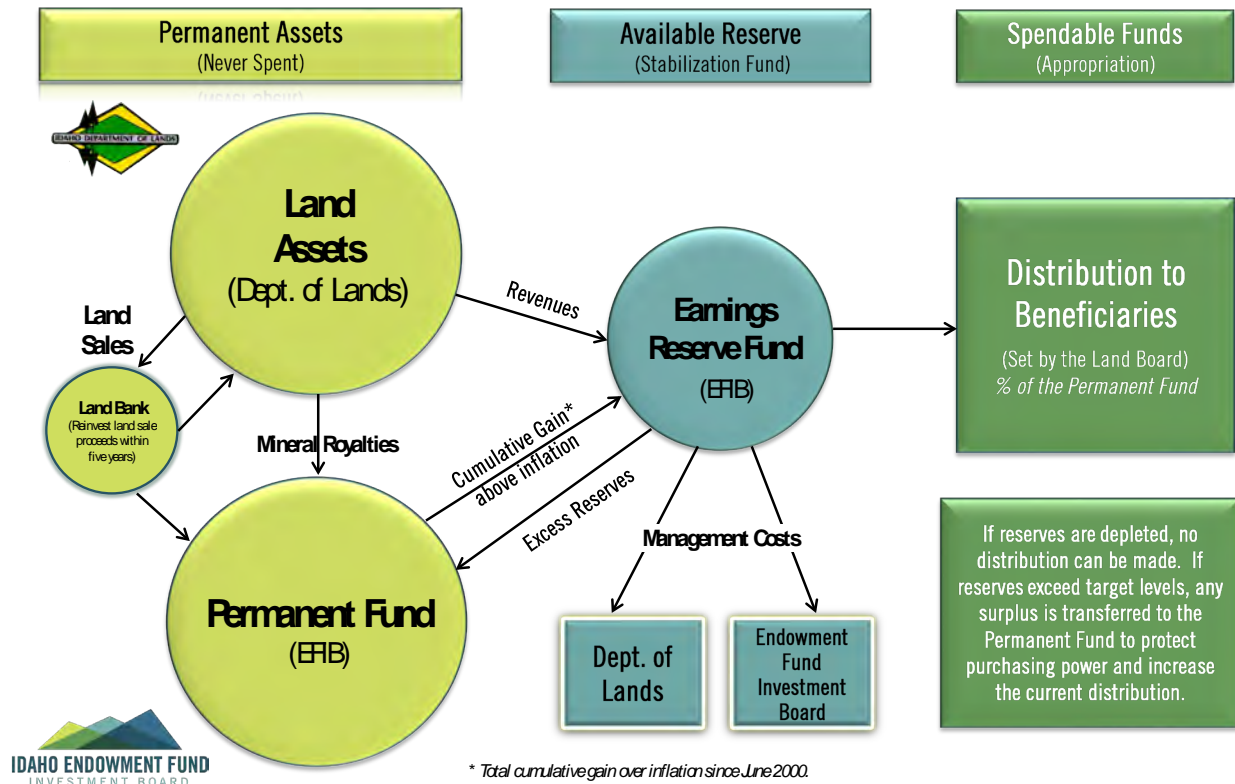 Permanent Assets
(Never Spent)
Available Reserve
(Stabilization Fund)
Spendable Funds
(Appropriation)
IDAHO DEPARTMENT OF LANDS
Land
Assets
(Dept. of Lands)
Revenues
Earnings
Reserve Fund
(EFIB)
Distribution to
Beneficiaries
(Set by the Land Board)
% of the Permanent Fund
Land
Sales
Land Bank
(Reinvest land sale
proceeds within
five years)
Mineral Royalties
Cumulative Gain*
above inflation
Excess Reserves
Permanent Fund
(EFIB)
Management Costs
Dept. of
Lands
Endowment
Fund
Investment
Board
If reserves are depleted, no
distribution can be made. If
reserves exceed target levels, any
surplus is transferred to the
Permanent Fund to protect
purchasing power and increase
the current distribution.
IDAHO ENDOWMENT FUND
INVESTMENT BOARD
* Total cumulative gain over inflation since June 2000.